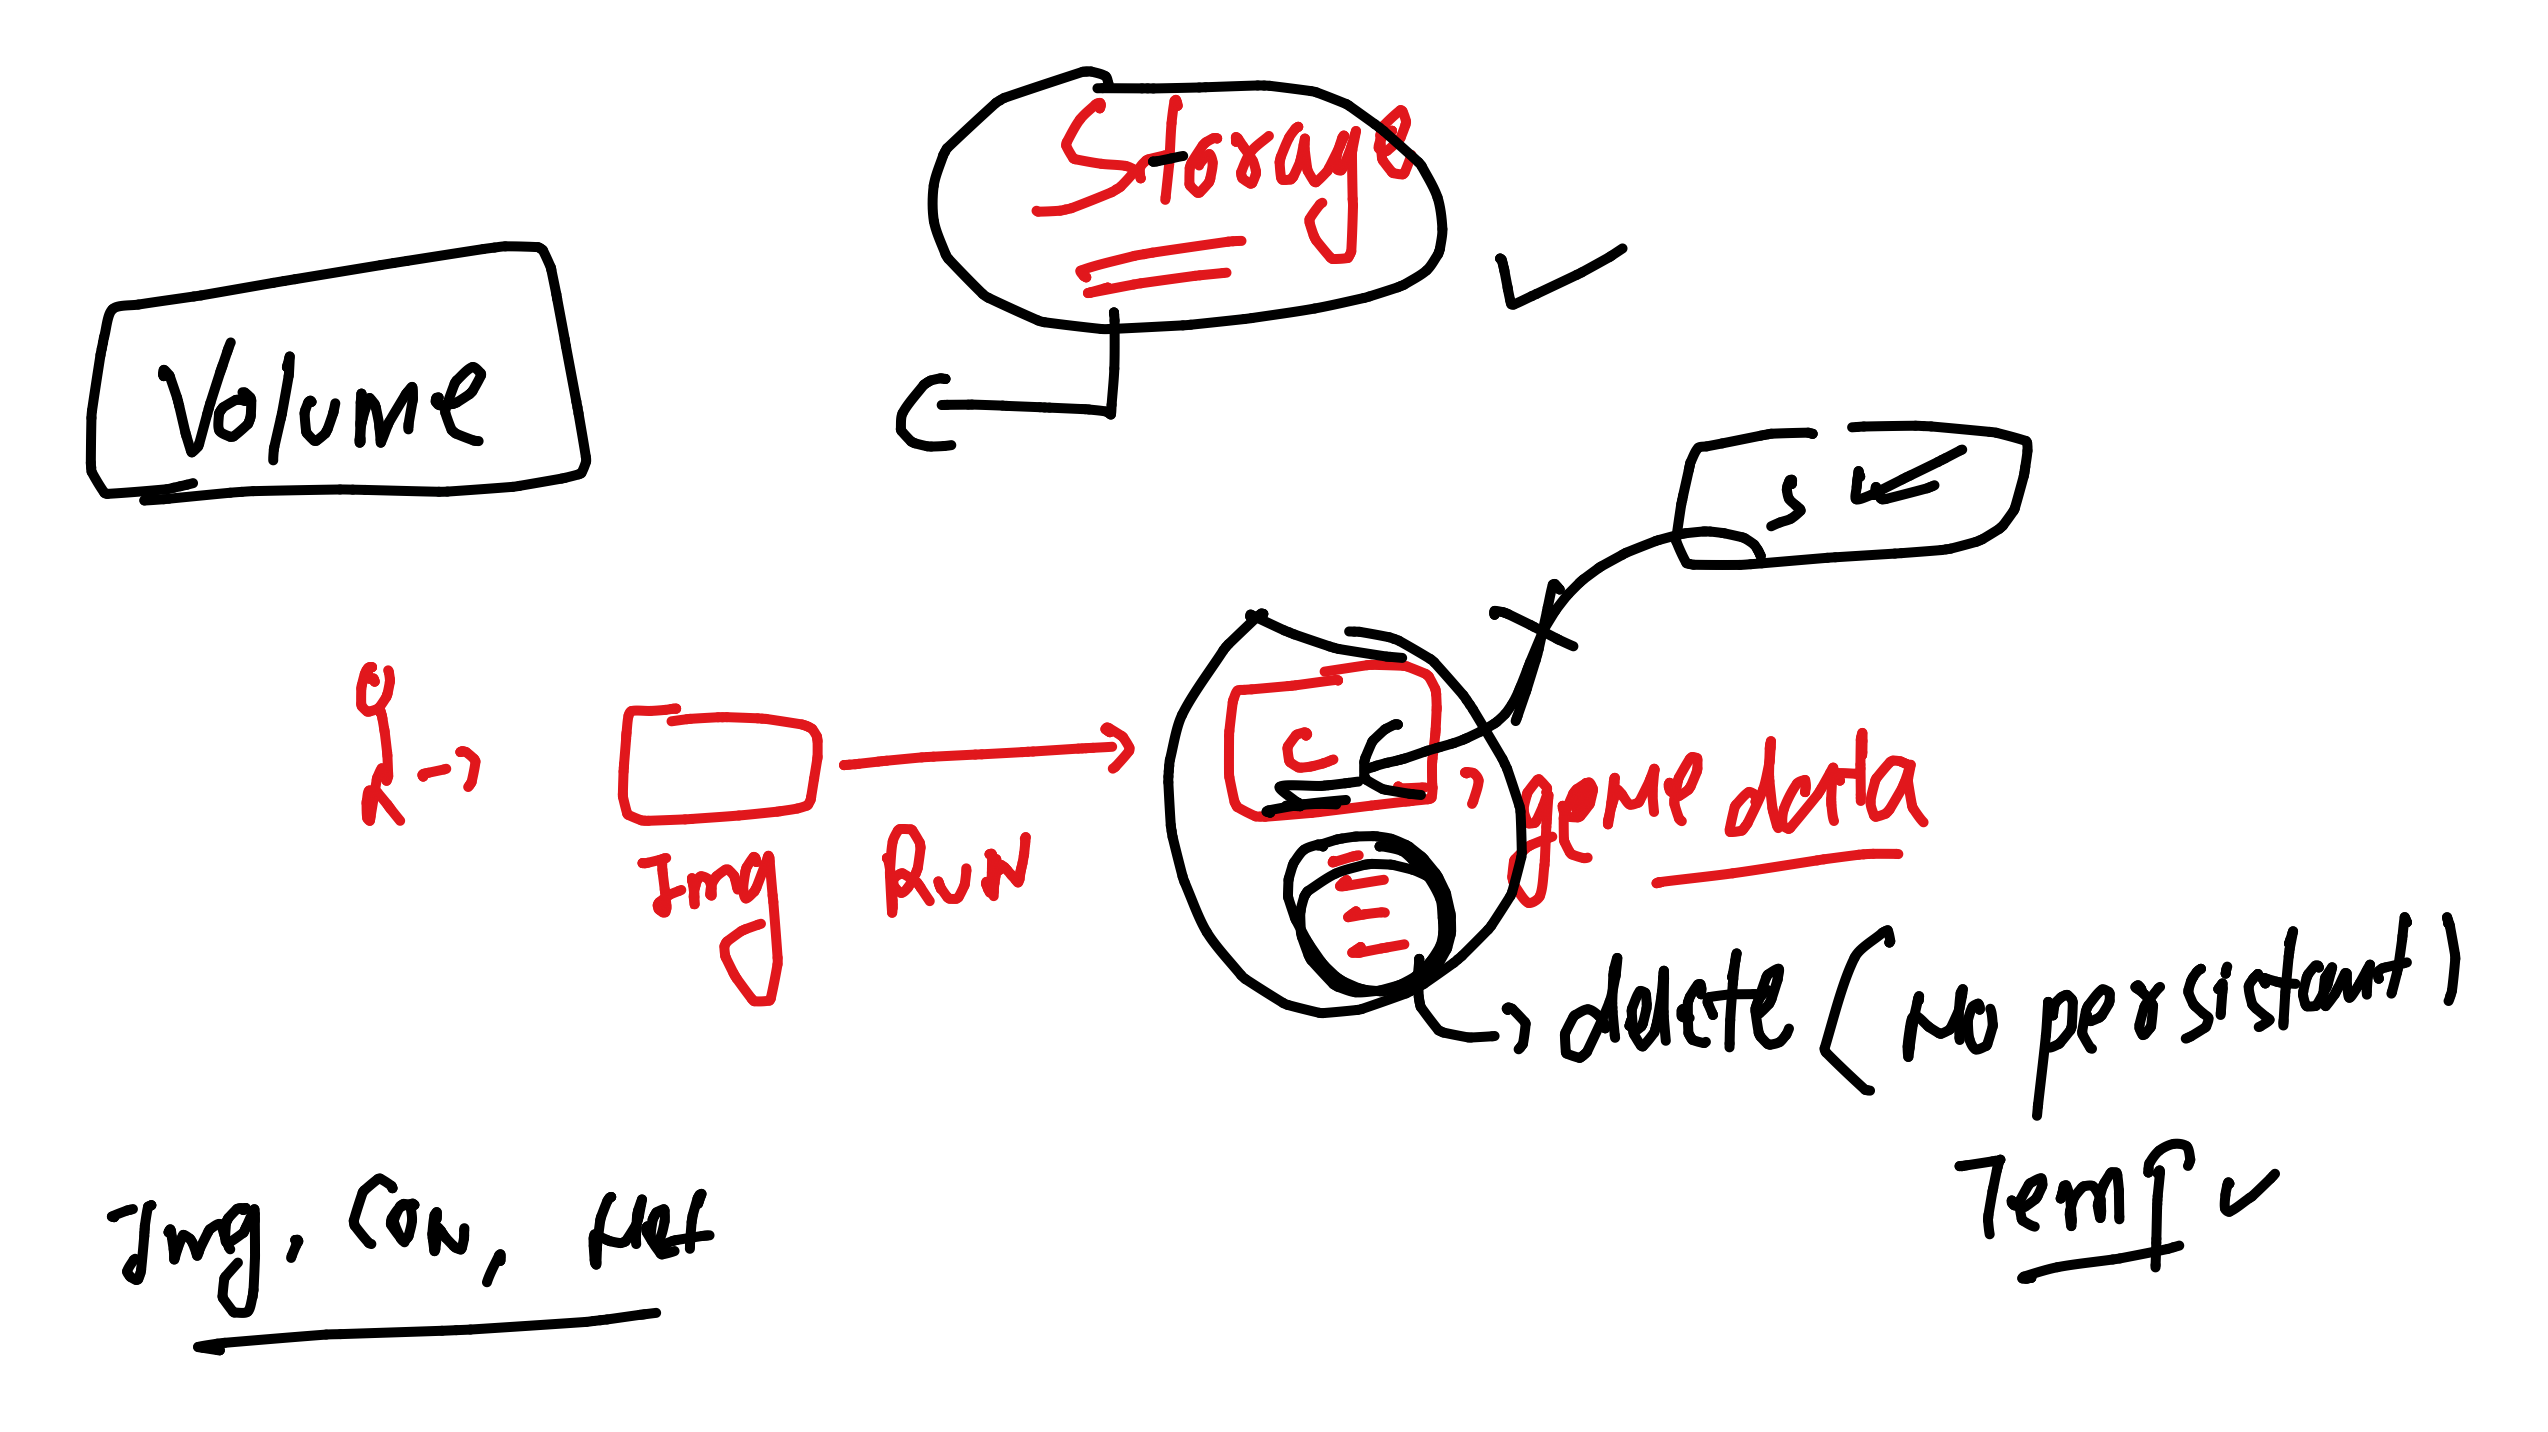 Storage
Volume
S
C
gene data
Img
Run
delete (No persistant)
Temp
Img, Con, Net